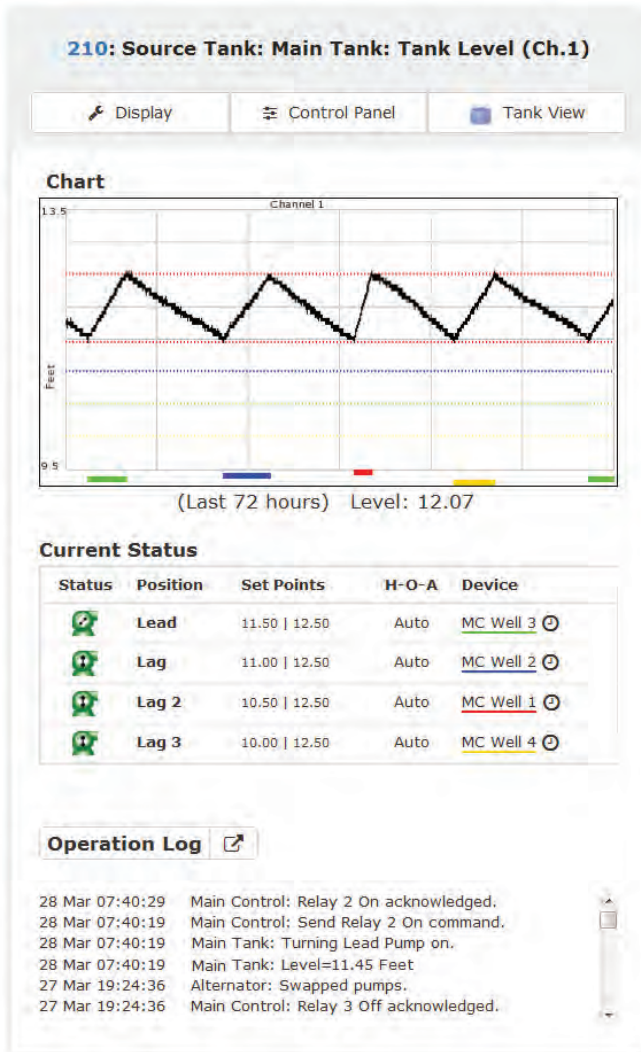 210: Source Tank: Main Tank: Tank Level (Ch.1)
Display Control Panel Tank View
Chart
Channel 1
13.5
Feet
9.5
(Last 72 hours) Level: 12.07
Current Status
Status Position Set Points H-O-A Device
Lead 11.50 | 12.50 Auto MC Well 3
Lag 11.00 | 12.50 Auto MC Well 2
Lag 2 10.50 | 12.50 Auto MC Well 1
Lag 3 10.00 | 12.50 Auto MC Well 4
Operation Log
28 Mar 07:40:29 Main Control: Relay 2 On acknowledged.
28 Mar 07:40:19 Main Control: Send Relay 2 On command.
28 Mar 07:40:19 Main Tank: Turning Lead Pump on.
28 Mar 07:40:19 Main Tank: Level=11.45 Feet
27 Mar 19:24:36 Alternator: Swapped pumps.
27 Mar 19:24:36 Main Control: Relay 3 Off acknowledged.